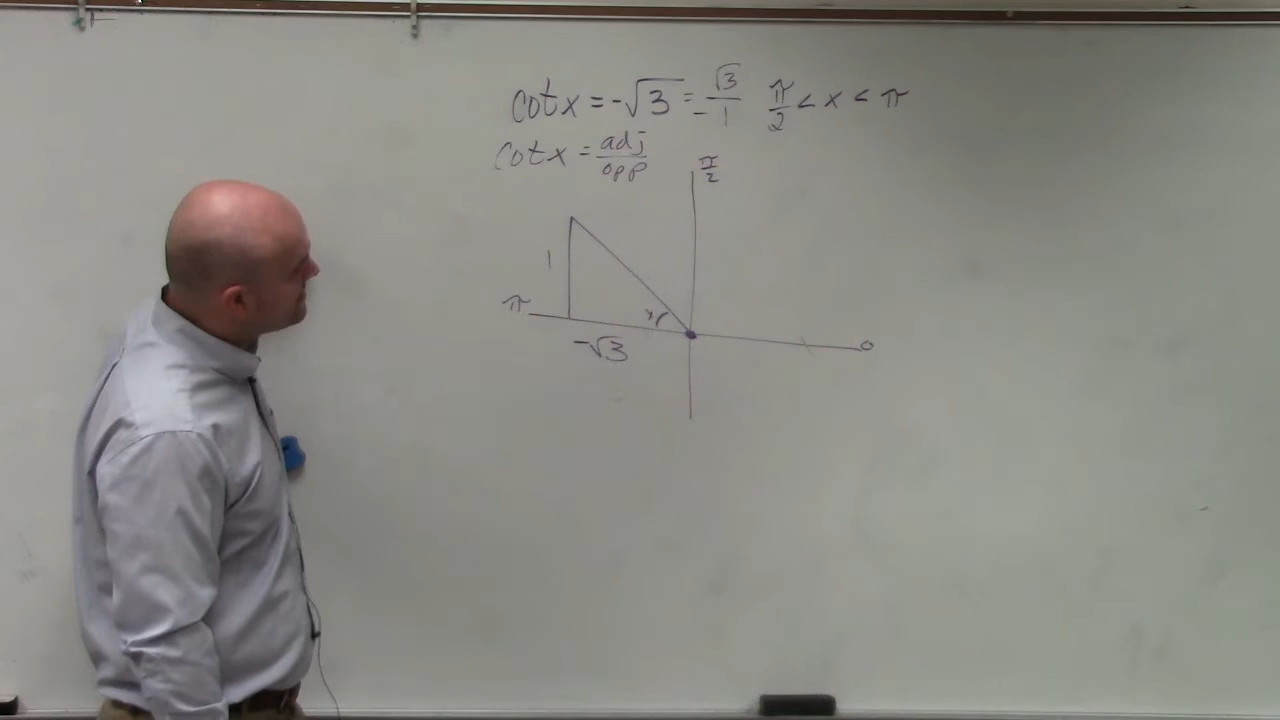 cot x = -√3 = √3/-1 π/2 < x < π
cot x = adj/opp
π/2
1
π x 0
-√3